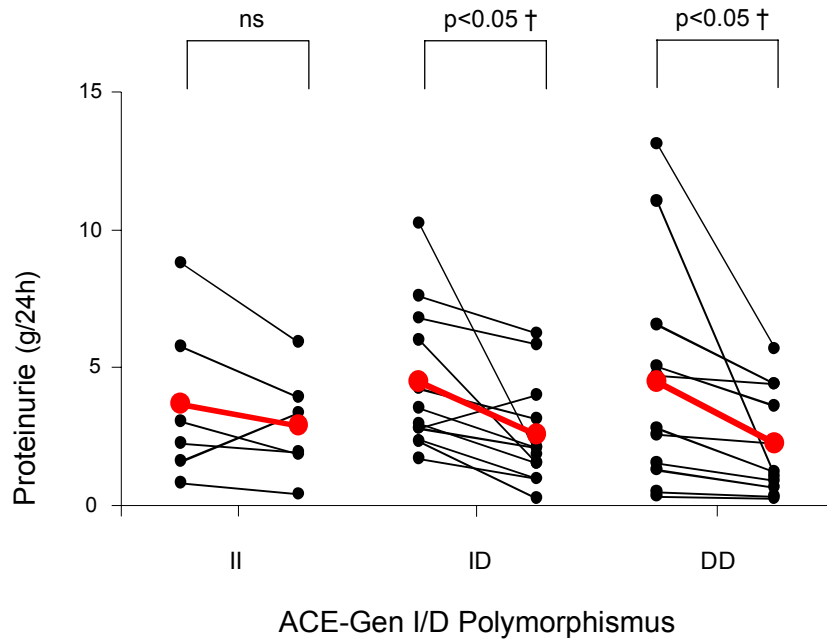 ns
p<0.05 †
p<0.05 †
15
10
5
0
Proteinurie (g/24h)
II
ID
DD
ACE-Gen I/D Polymorphismus